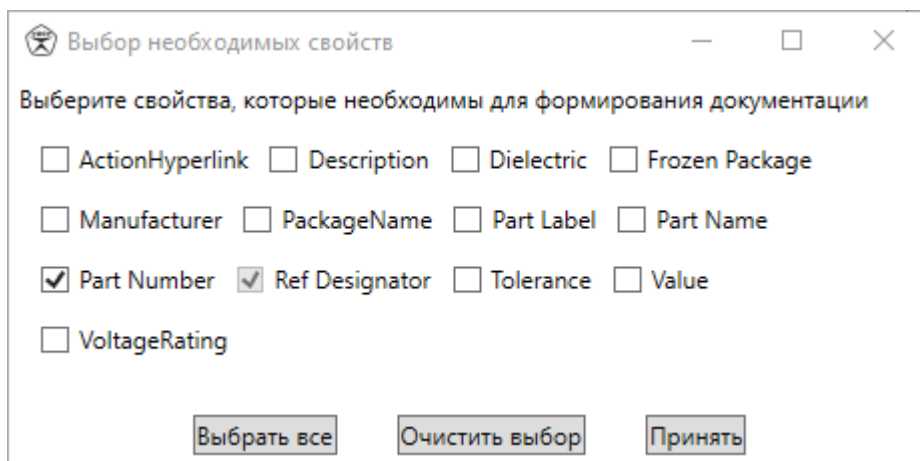 Выбор необходимых свойств
Выберите свойства, которые необходимы для формирования документации
ActionHyperlink Description Dielectric Frozen Package
Manufacturer PackageName Part Label Part Name
Part Number Ref Designator Tolerance Value
VoltageRating
Выбрать все Очистить выбор Принять